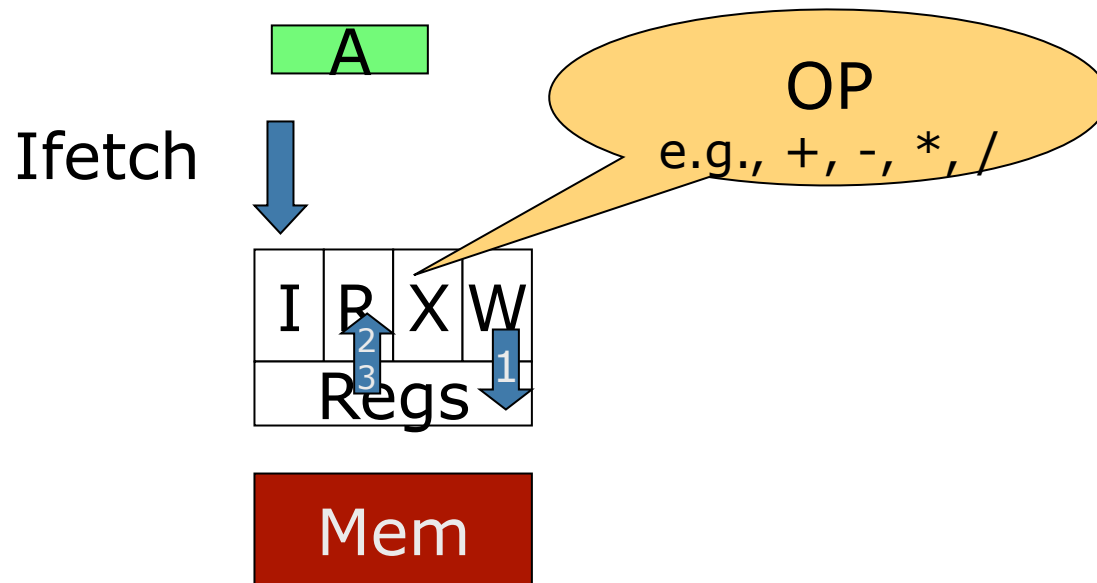 A
OP
e.g., +, -, *, /
Ifetch
I R X W
2
3
1
Regs
Mem